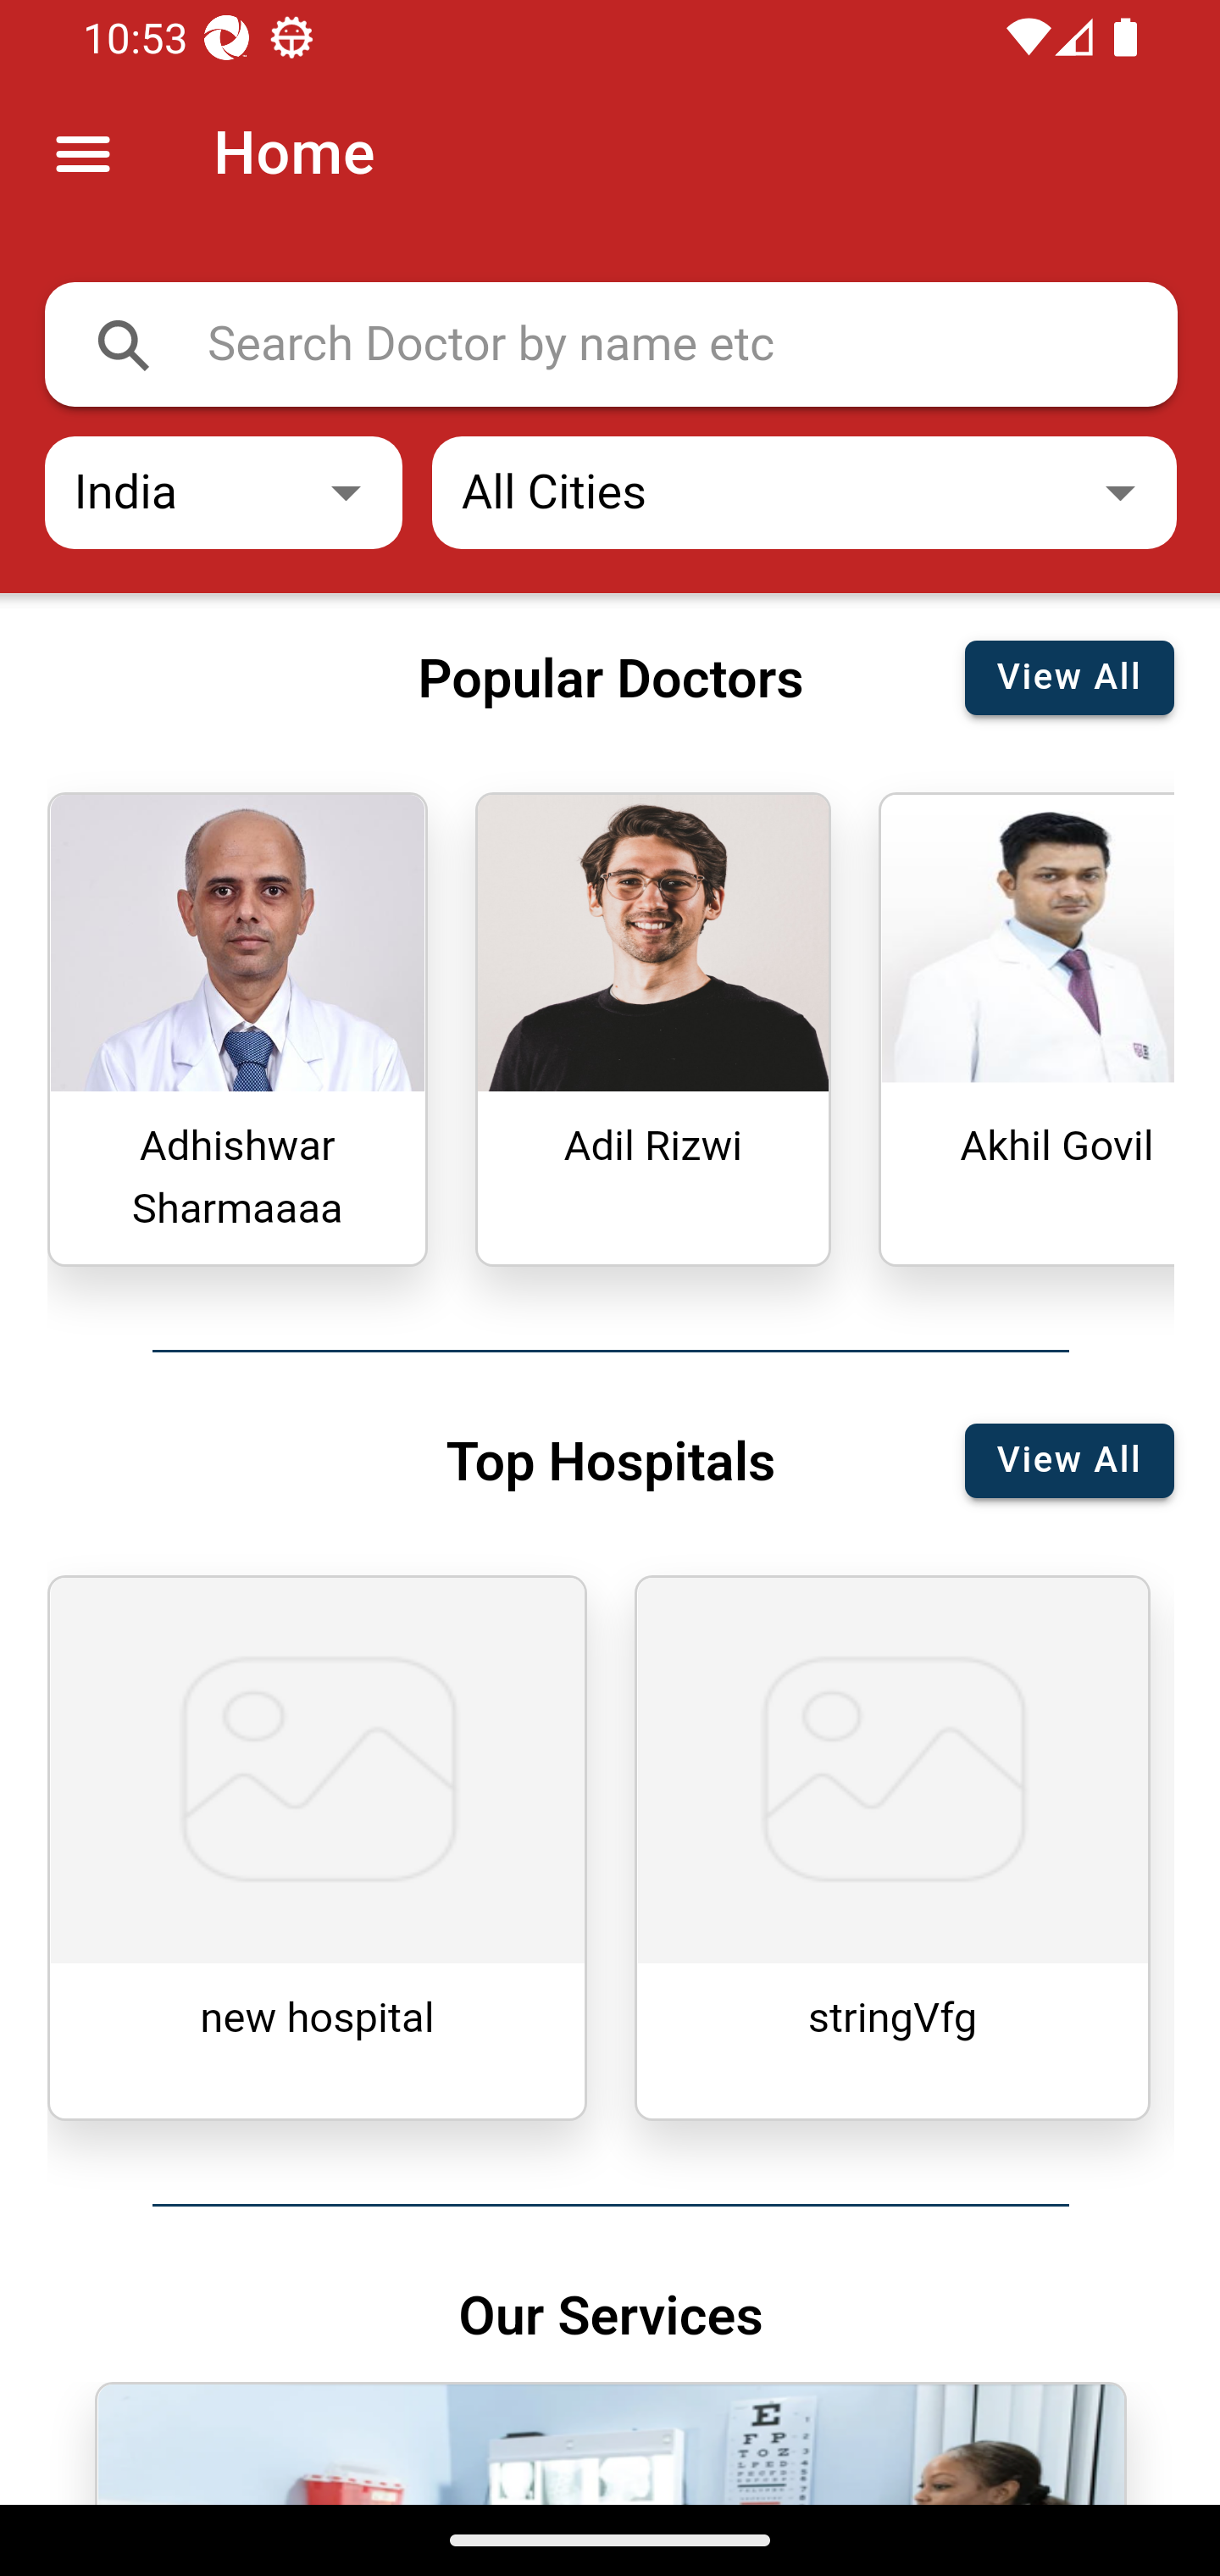 10:53
Home
Search Doctor by name etc
India
All Cities
Popular Doctors
View All
Adhishwar
Sharmaaaa
Adil Rizwi
Akhil Govil
Top Hospitals
View All
new hospital
stringVfg
Our Services
E
F P
T O Z
L P E D